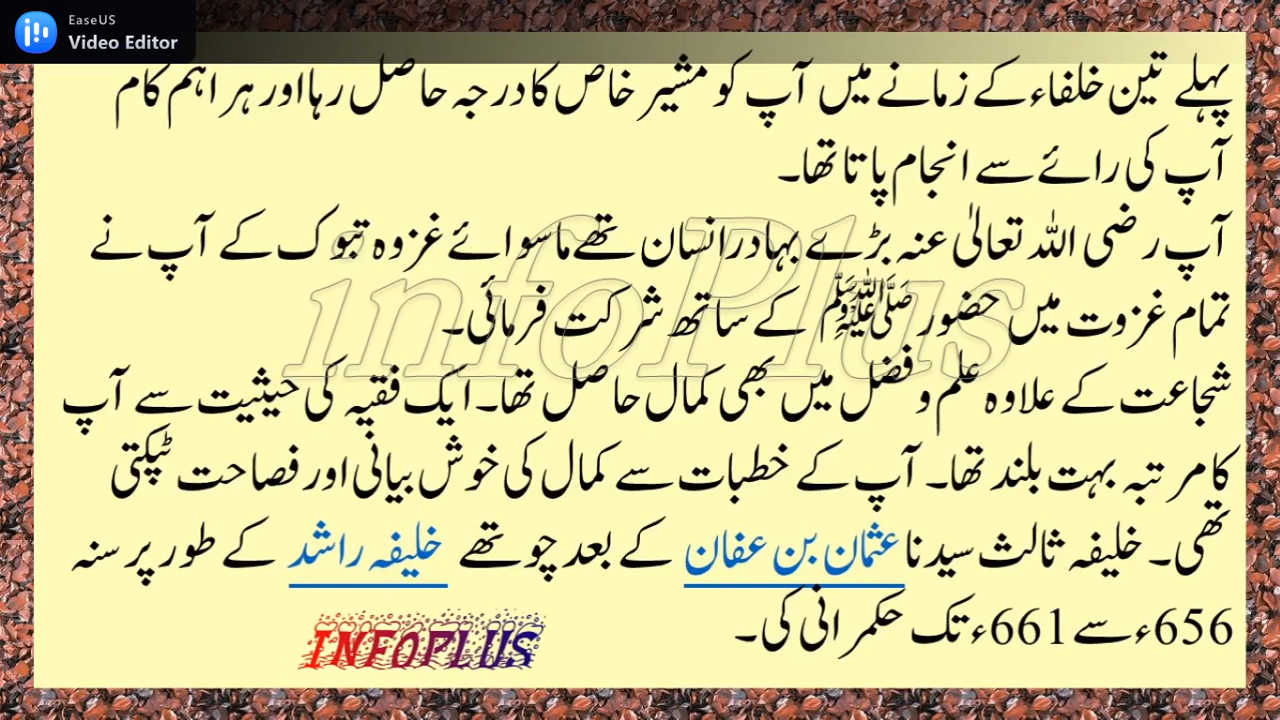 EaseUS
Video Editor
پہلے تین خلفاء کے زمانے میں آپ کو مشیر خاص کا درجہ حاصل رہا اور ہر اہم کام
آپ کی رائے سے انجام پاتا تھا۔
آپ رضی اللہ تعالیٰ عنہ بڑے بہادر انسان تھے ماسوائے غزوہ تبوک کے آپ نے
تمام غزوت میں حضور ﷺ کے ساتھ شرکت فرمائی۔
شجاعت کے علاوہ علم و فضل میں بھی کمال حاصل تھا۔ ایک فقیہ کی حیثیت سے آپ
کا مرتبہ بہت بلند تھا۔ آپ کے خطبات سے کمال کی خوش بیانی اور فصاحت ٹپکتی
تھی۔ خلیفہ ثالث سیدنا عثمان بن عفان کے بعد چوتھے خلیفہ راشد کے طور پر سنہ
656ء سے 661ء تک حکمرانی کی۔
infoPlus
INFOPLUS